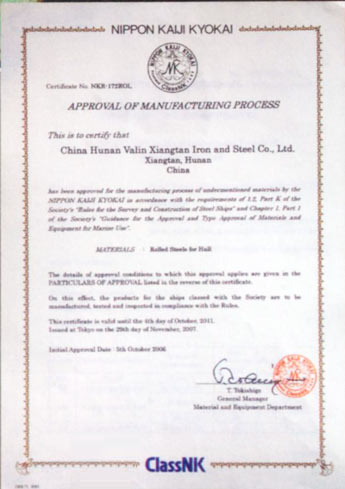 NIPPON KAIJI KYOKAI
NIPPON KAIJI KYOKAI
NK
ClassNK
Certificate No. NKR-172ROL
APPROVAL OF MANUFACTURING PROCESS
This is to certify that
China Hunan Valin Xiangtan Iron and Steel Co., Ltd.
Xiangtan, Hunan
China
has been approved for the manufacturing process of undermentioned materials by the
NIPPON KAIJI KYOKAI in accordance with the requirements of 1.2, Part K of the
Society's "Rules for the Survey and Construction of Steel Ships" and Chapter 1, Part 1
of the Society's "Guidance for the Approval and Type Approval of Materials and
Equipment for Marine Use".
MATERIALS : Rolled Steels for Hull
The details of approval conditions to which this approval applies are given in the
PARTICULARS OF APPROVAL listed in the reverse of this certificate.
On this effect, the products for the ships classed with the Society are to be
manufactured, tested and inspected in compliance with the Rules.
This certificate is valid until the 4th day of October, 2011.
Issued at Tokyo on the 29th day of November, 2007.
Initial Approval Date : 5th October 2006
General Manager
Material and Equipment Department
ClassNK